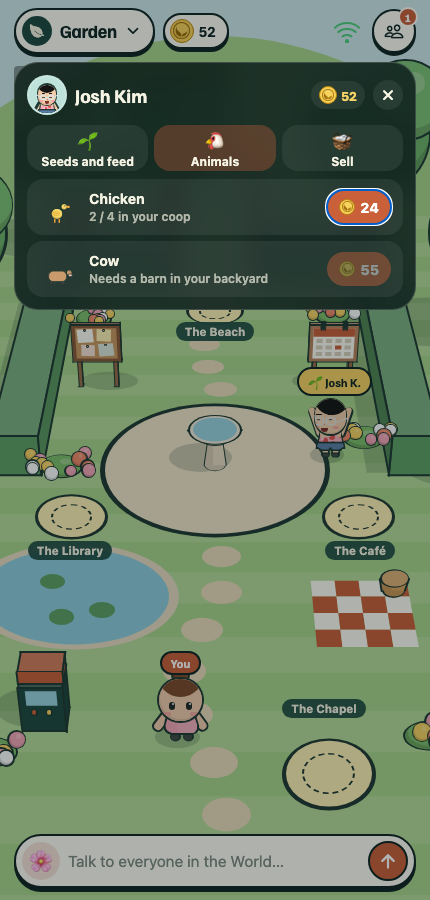 Garden
52
1
Josh Kim
52
Seeds and feed
Animals
Sell
Chicken
2 / 4 in your coop
24
Cow
Needs a barn in your backyard
55
The Beach
Josh K.
The Library
The Café
You
The Chapel
Talk to everyone in the World...